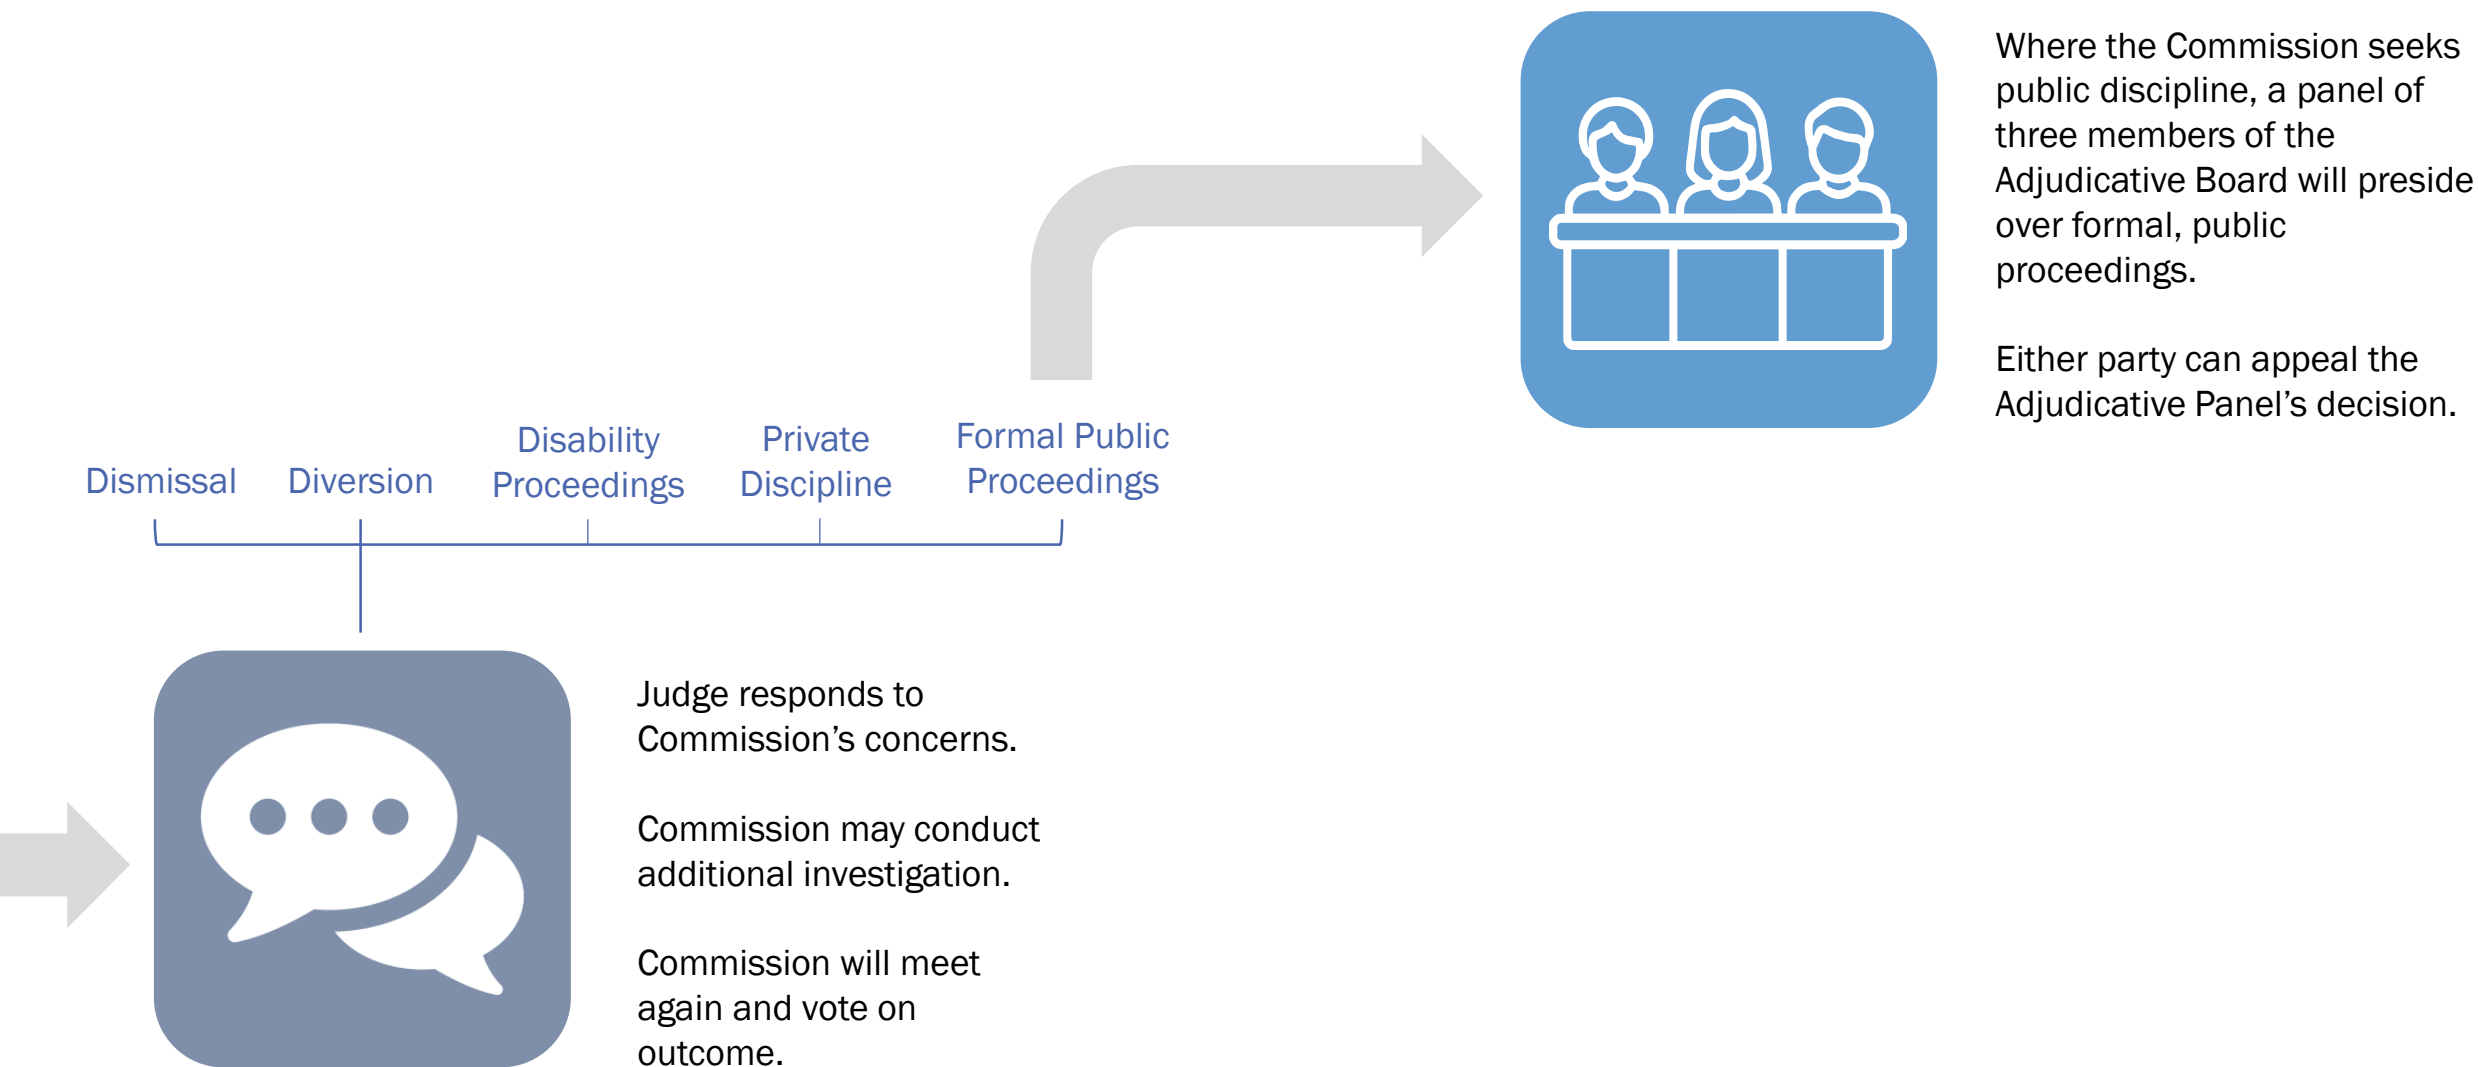 Where the Commission seeks
public discipline, a panel of
three members of the
Adjudicative Board will preside
over formal, public
proceedings.
Either party can appeal the
Adjudicative Panel’s decision.
Dismissal
Diversion
Disability
Proceedings
Private
Discipline
Formal Public
Proceedings
Judge responds to
Commission’s concerns.
Commission may conduct
additional investigation.
Commission will meet
again and vote on
outcome.